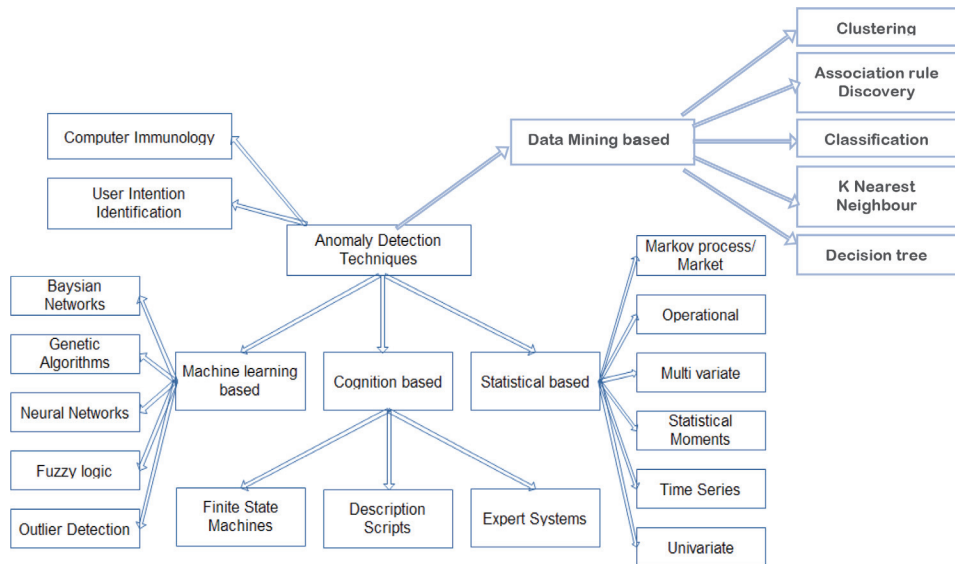 Clustering
Association rule
Discovery
Computer Immunology
Data Mining based
Classification
User Intention
Identification
K Nearest
Neighbour
Anomaly Detection
Techniques
Markov process/
Market
Decision tree
Baysian
Networks
Operational
Genetic
Algorithms
Machine learning
based
Cognition based
Statistical based
Multi variate
Neural Networks
Statistical
Moments
Fuzzy logic
Time Series
Finite State
Machines
Description
Scripts
Expert Systems
Outlier Detection
Univariate